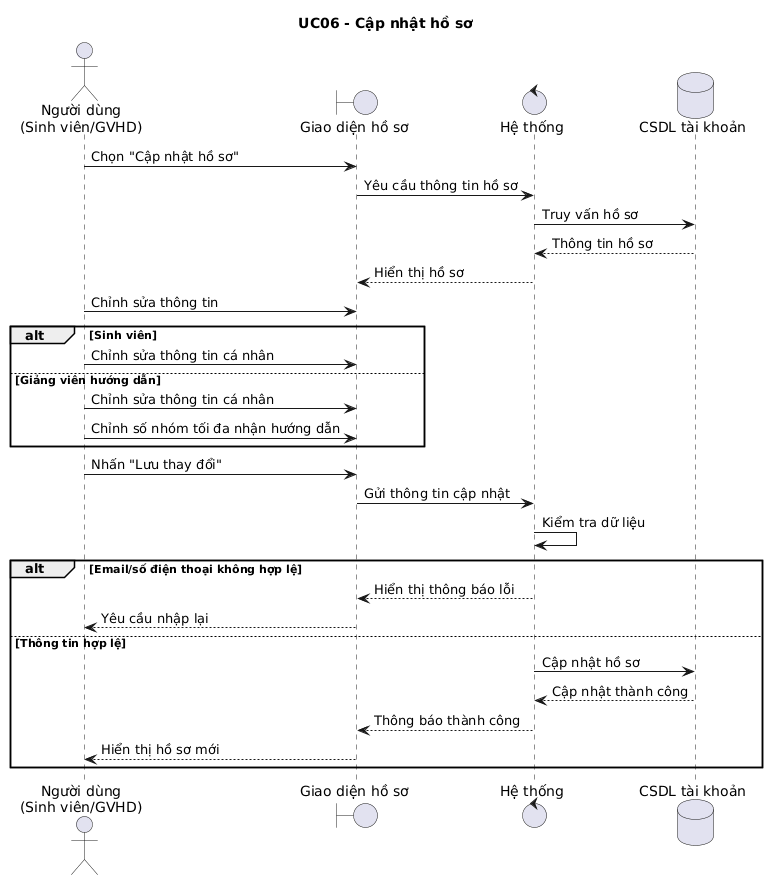 UC06 - Cập nhật hồ sơ
Người dùng
(Sinh viên/GVHD)
Giao diện hồ sơ
Hệ thống
CSDL tài khoản
Chọn "Cập nhật hồ sơ"
Yêu cầu thông tin hồ sơ
Truy vấn hồ sơ
Thông tin hồ sơ
Hiển thị hồ sơ
Chỉnh sửa thông tin
alt [Sinh viên]
Chỉnh sửa thông tin cá nhân
[Giảng viên hướng dẫn]
Chỉnh sửa thông tin cá nhân
Chỉnh số nhóm tối đa nhận hướng dẫn
Nhấn "Lưu thay đổi"
Gửi thông tin cập nhật
Kiểm tra dữ liệu
alt [Email/số điện thoại không hợp lệ]
Hiển thị thông báo lỗi
Yêu cầu nhập lại
[Thông tin hợp lệ]
Cập nhật hồ sơ
Cập nhật thành công
Thông báo thành công
Hiển thị hồ sơ mới
Người dùng
(Sinh viên/GVHD)
Giao diện hồ sơ
Hệ thống
CSDL tài khoản